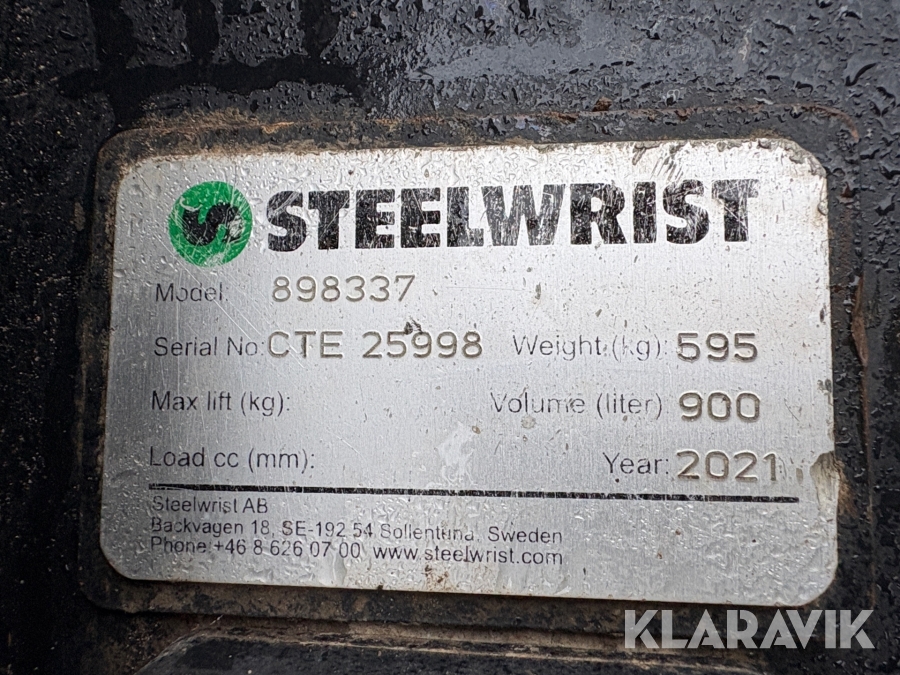 STEELWRIST
Model: 898337
Serial No: CTE 25998 Weight (kg): 595
Max lift (kg): Volume (liter) 900
Load cc (mm): Year: 2021
Steelwrist AB
Backvägen 18, SE-192 54 Sollentuna, Sweden
Phone +46 8 626 07 00 www.steelwrist.com
KLARAVIK